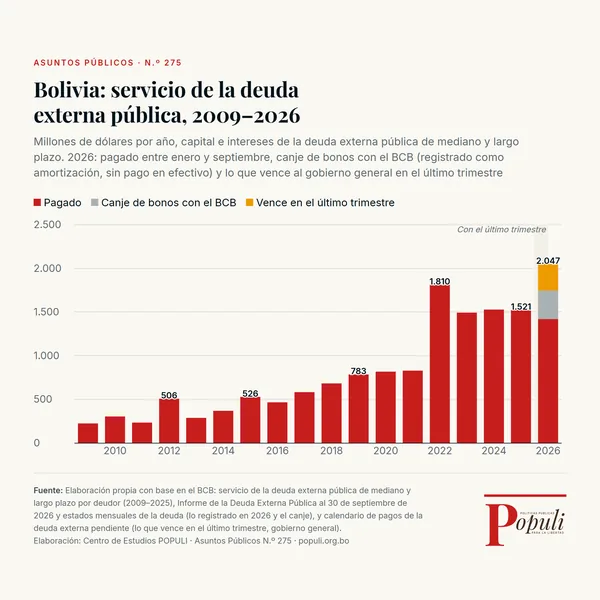 ASUNTOS PÚBLICOS · N.º 275
Bolivia: servicio de la deuda
externa pública, 2009–2026
Millones de dólares por año, capital e intereses de la deuda externa pública de mediano y largo
plazo. 2026: pagado entre enero y septiembre, canje de bonos con el BCB (registrado como
amortización, sin pago en efectivo) y lo que vence al gobierno general en el último trimestre
Pagado Canje de bonos con el BCB Vence en el último trimestre
2.500
Con el último trimestre
2.047
2.000
1.810
1.521
1.500
1.000
783
506
526
500
0
2010 2012 2014 2016 2018 2020 2022 2024 2026
Fuente: Elaboración propia con base en el BCB: servicio de la deuda externa pública de mediano y
largo plazo por deudor (2009–2025), Informe de la Deuda Externa Pública al 30 de septiembre de
2026 y estados mensuales de la deuda (lo registrado en 2026 y el canje), y calendario de pagos de la
deuda externa pendiente (lo que vence en el último trimestre, gobierno general).
Elaboración: Centro de Estudios POPULI · Asuntos Públicos N.º 275 · populi.org.bo
POLÍTICAS PÚBLICAS
Populi
PARA LA LIBERTAD